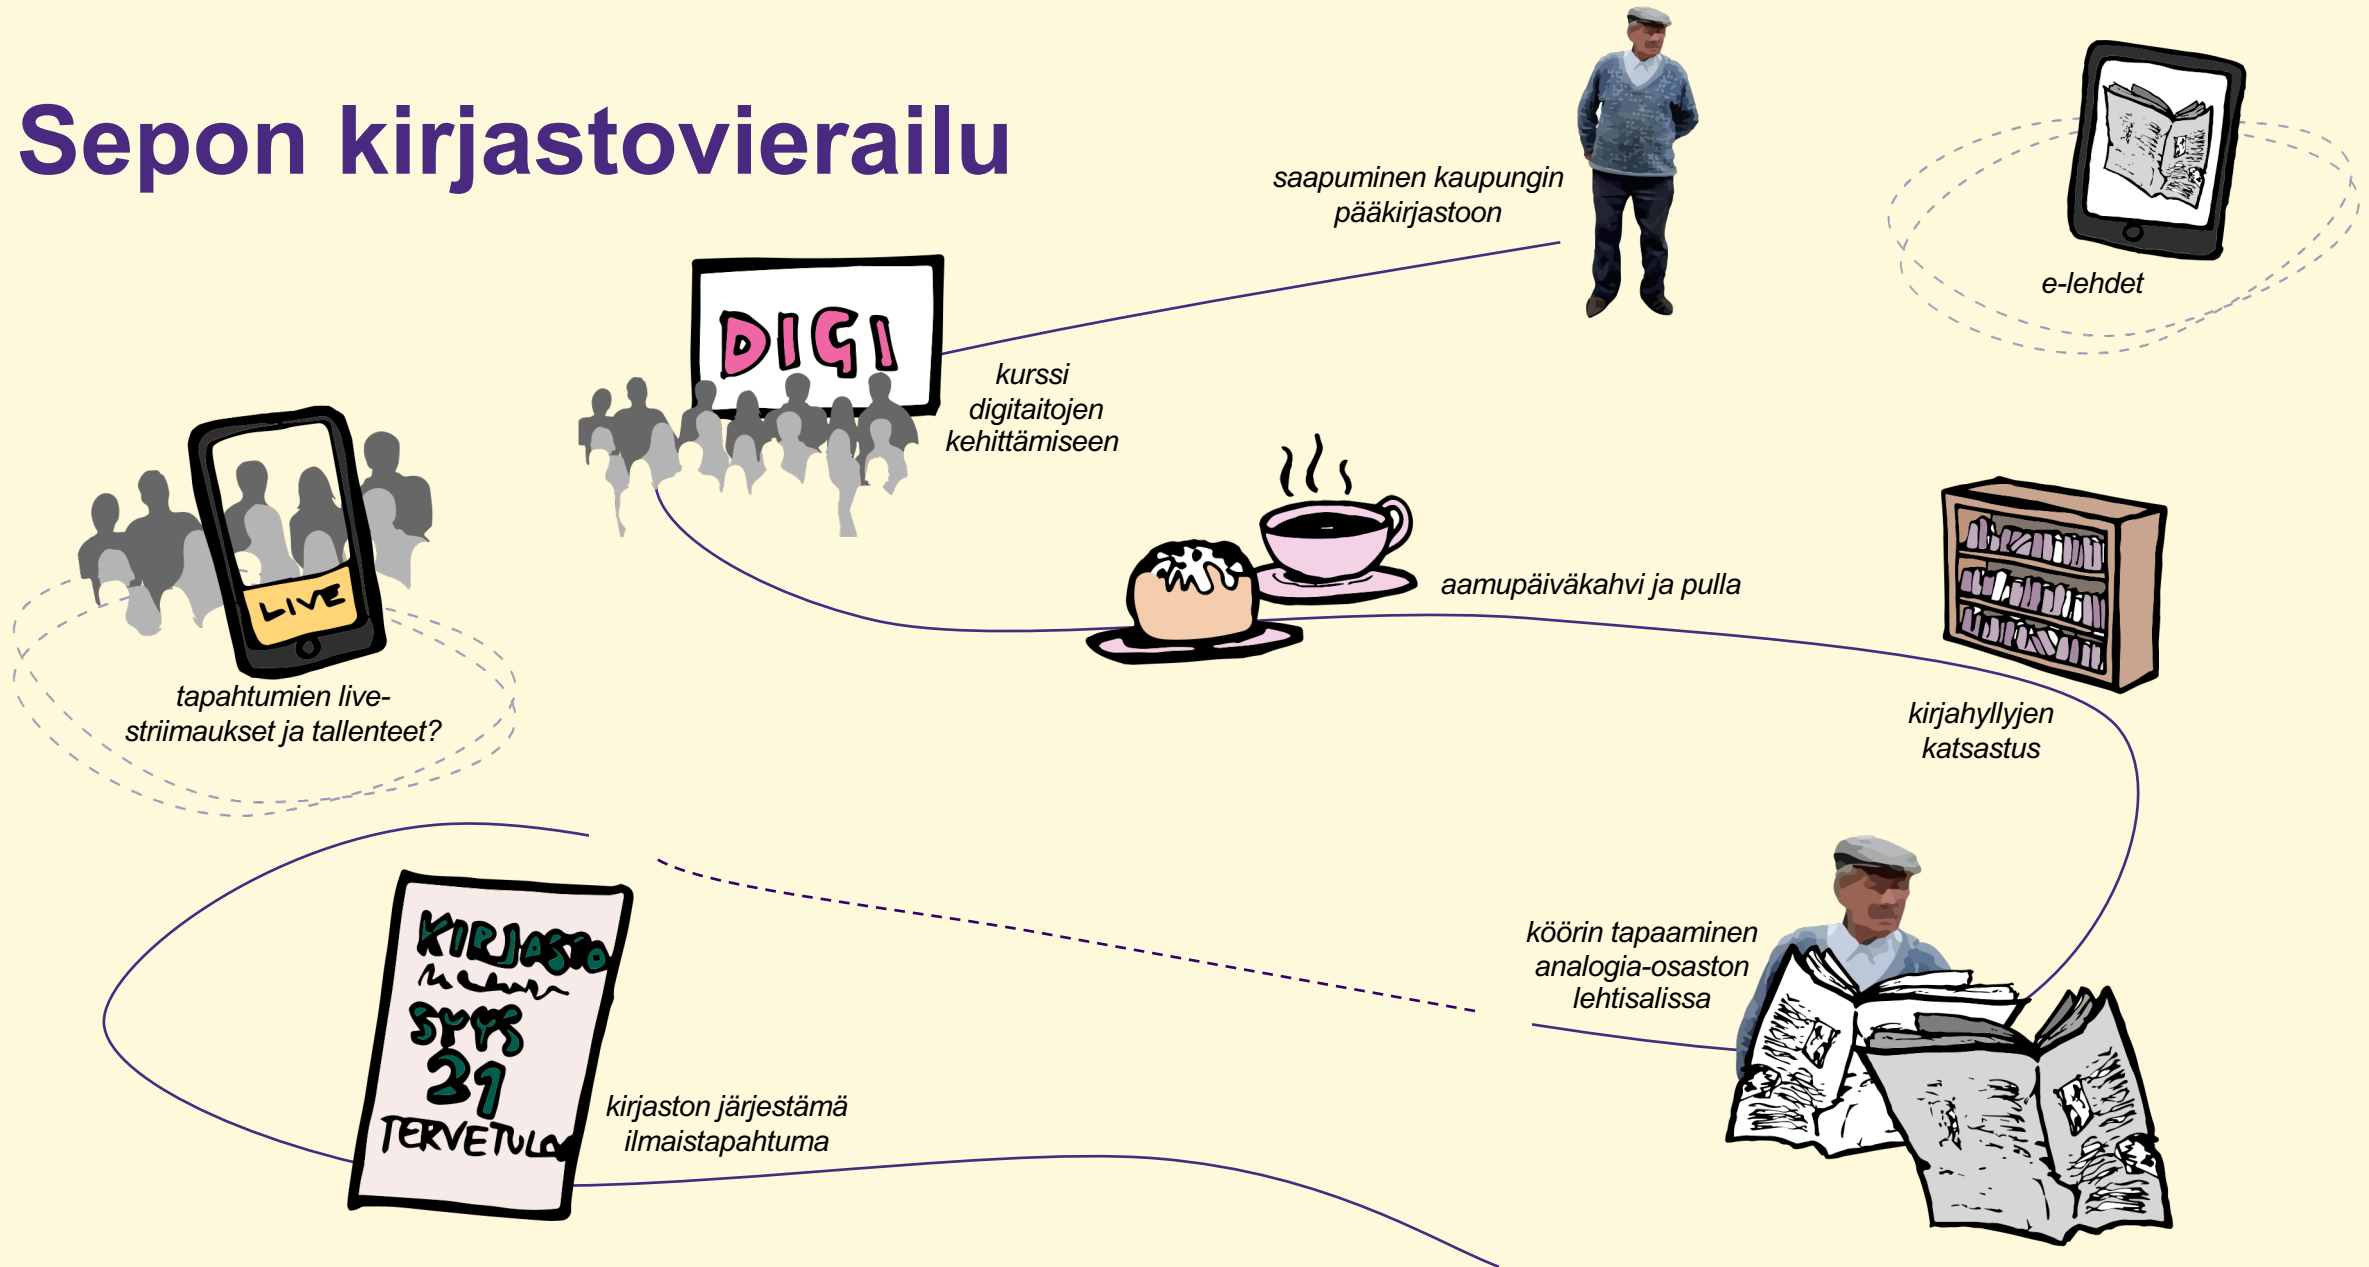 Sepon kirjastovierailu
saapuminen kaupungin
pääkirjastoon
e-lehdet
DIGI
kurssi
digitaitojen
kehittämiseen
aamupäiväkahvi ja pulla
kirjahyllyjen
katsastus
LIVE
tapahtumien live-
striimaukset ja tallenteet?
köörin tapaaminen
analogia-osaston
lehtisalissa
KIRJASTO
SYYS
21
TERVETULOA
kirjaston järjestämä
ilmaistapahtuma